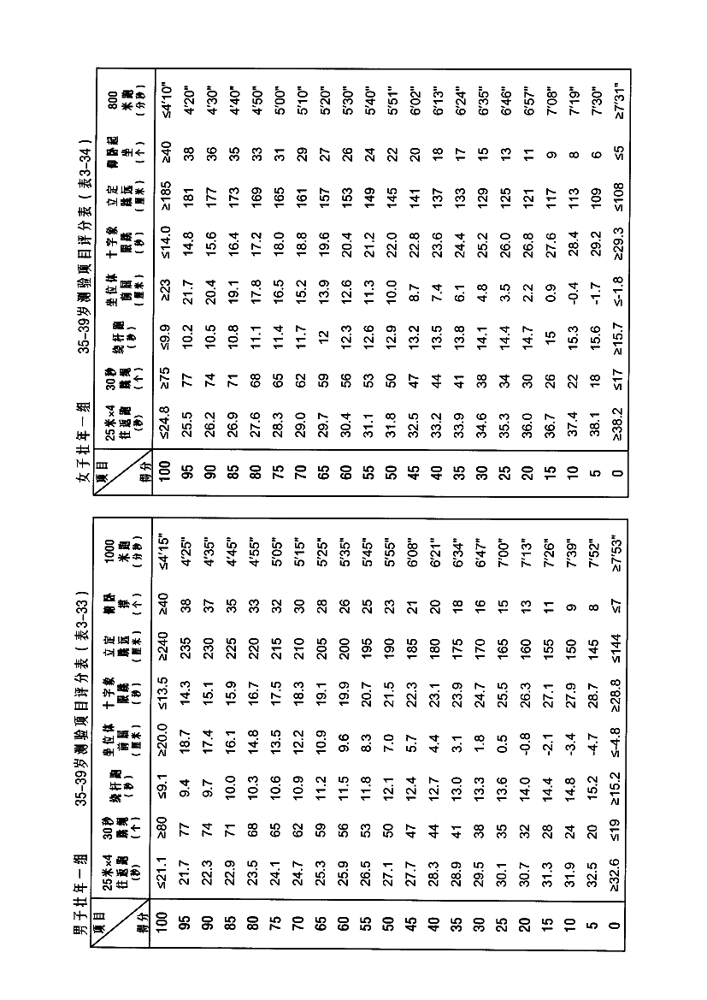 男子壮年一组 35-39岁测验项目评分表(表3-33)
项目 得分 25米×4往返跑(秒) 30秒跳绳(个) 绕杆跑(秒) 坐位体前屈(厘米) 十字象限跳(秒) 立定跳远(厘米) 俯卧撑(个) 1000米跑(分秒)
100 ≤21.1 ≥80 ≤9.1 ≥20.0 ≤13.5 ≥240 ≥40 ≤4'15"
95 21.7 77 9.4 18.7 14.3 235 38 4'25"
90 22.3 74 9.7 17.4 15.1 230 37 4'35"
85 22.9 71 10.0 16.1 15.9 225 35 4'45"
80 23.5 68 10.3 14.8 16.7 220 33 4'55"
75 24.1 65 10.6 13.5 17.5 215 32 5'05"
70 24.7 62 10.9 12.2 18.3 210 30 5'15"
65 25.3 59 11.2 10.9 19.1 205 28 5'25"
60 25.9 56 11.5 9.6 19.9 200 26 5'35"
55 26.5 53 11.8 8.3 20.7 195 25 5'45"
50 27.1 50 12.1 7.0 21.5 190 23 5'55"
45 27.7 47 12.4 5.7 22.3 185 21 6'08"
40 28.3 44 12.7 4.4 23.1 180 20 6'21"
35 28.9 41 13.0 3.1 23.9 175 18 6'34"
30 29.5 38 13.3 1.8 24.7 170 16 6'47"
25 30.1 35 13.6 0.5 25.5 165 15 7'00"
20 30.7 32 14.0 -0.8 26.3 160 13 7'13"
15 31.3 28 14.4 -2.1 27.1 155 11 7'26"
10 31.9 24 14.8 -3.4 27.9 150 9 7'39"
5 32.5 20 15.2 -4.7 28.7 145 8 7'52"
0 ≥32.6 ≤19 ≥15.2 ≤-4.8 ≥28.8 ≤144 ≤7 ≥7'53"
女子壮年一组 35-39岁测验项目评分表(表3-34)
项目 得分 25米×4往返跑(秒) 30秒跳绳(个) 绕杆跑(秒) 坐位体前屈(厘米) 十字象限跳(秒) 立定跳远(厘米) 仰卧起坐(个) 800米跑(分秒)
100 ≤24.8 ≥75 ≤9.9 ≥23 ≤14.0 ≥185 ≥40 ≤4'10"
95 25.5 77 10.2 21.7 14.8 181 38 4'20"
90 26.2 74 10.5 20.4 15.6 177 36 4'30"
85 26.9 71 10.8 19.1 16.4 173 35 4'40"
80 27.6 68 11.1 17.8 17.2 169 33 4'50"
75 28.3 65 11.4 16.5 18.0 165 31 5'00"
70 29.0 62 11.7 15.2 18.8 161 29 5'10"
65 29.7 59 12 13.9 19.6 157 27 5'20"
60 30.4 56 12.3 12.6 20.4 153 26 5'30"
55 31.1 53 12.6 11.3 21.2 149 24 5'40"
50 31.8 50 12.9 10.0 22.0 145 22 5'51"
45 32.5 47 13.2 8.7 22.8 141 20 6'02"
40 33.2 44 13.5 7.4 23.6 137 18 6'13"
35 33.9 41 13.8 6.1 24.4 133 17 6'24"
30 34.6 38 14.1 4.8 25.2 129 15 6'35"
25 35.3 34 14.4 3.5 26.0 125 13 6'46"
20 36.0 30 14.7 2.2 26.8 121 11 6'57"
15 36.7 26 15 0.9 27.6 117 9 7'08"
10 37.4 22 15.3 -0.4 28.4 113 8 7'19"
5 38.1 18 15.6 -1.7 29.2 109 6 7'30"
0 ≥38.2 ≤17 ≥15.7 ≤-1.8 ≥29.3 ≤108 ≤5 ≥7'31"